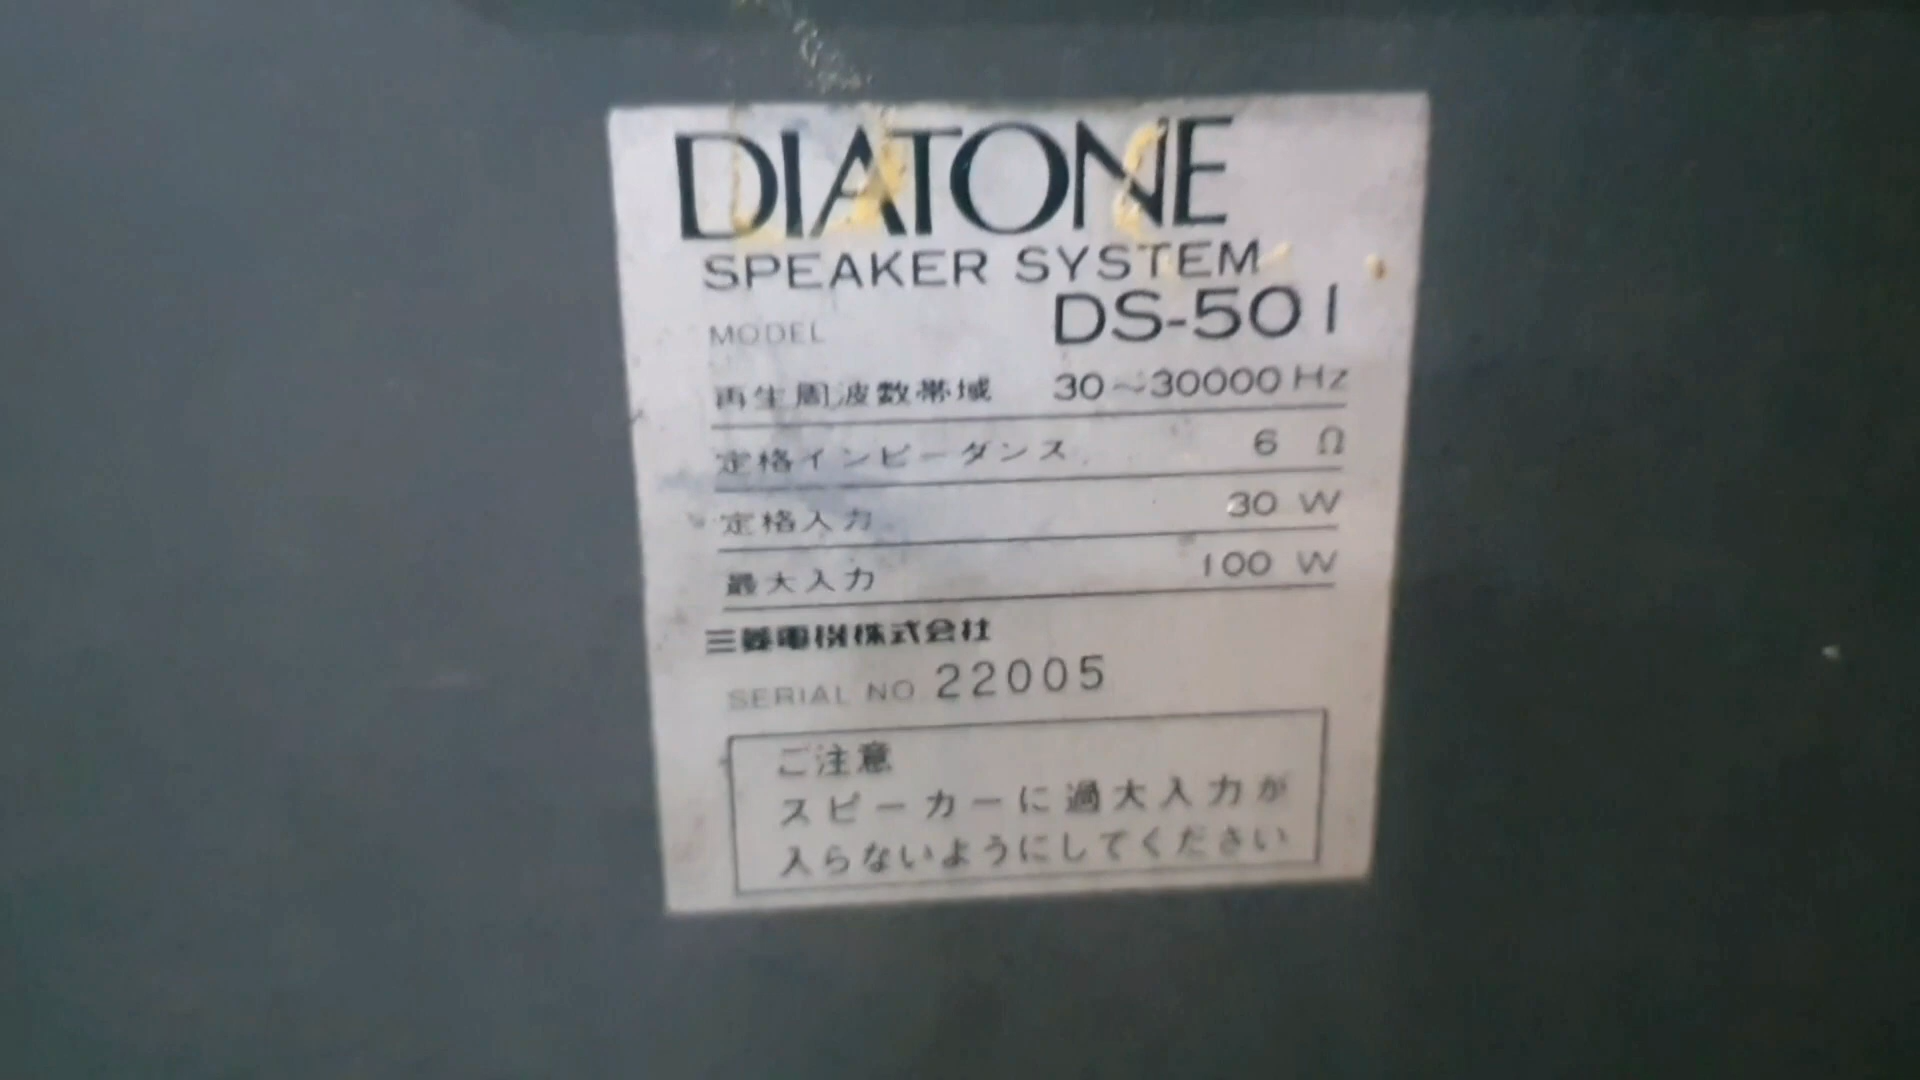 DIATONE
SPEAKER SYSTEM
MODEL DS-501
再生周波数帯域 30～30000 Hz
定格インピーダンス 6 Ω
定格入力 30 W
最大入力 100 W
三菱電機株式会社
SERIAL NO 22005
ご注意
スピーカーに過大入力が
入らないようにしてください